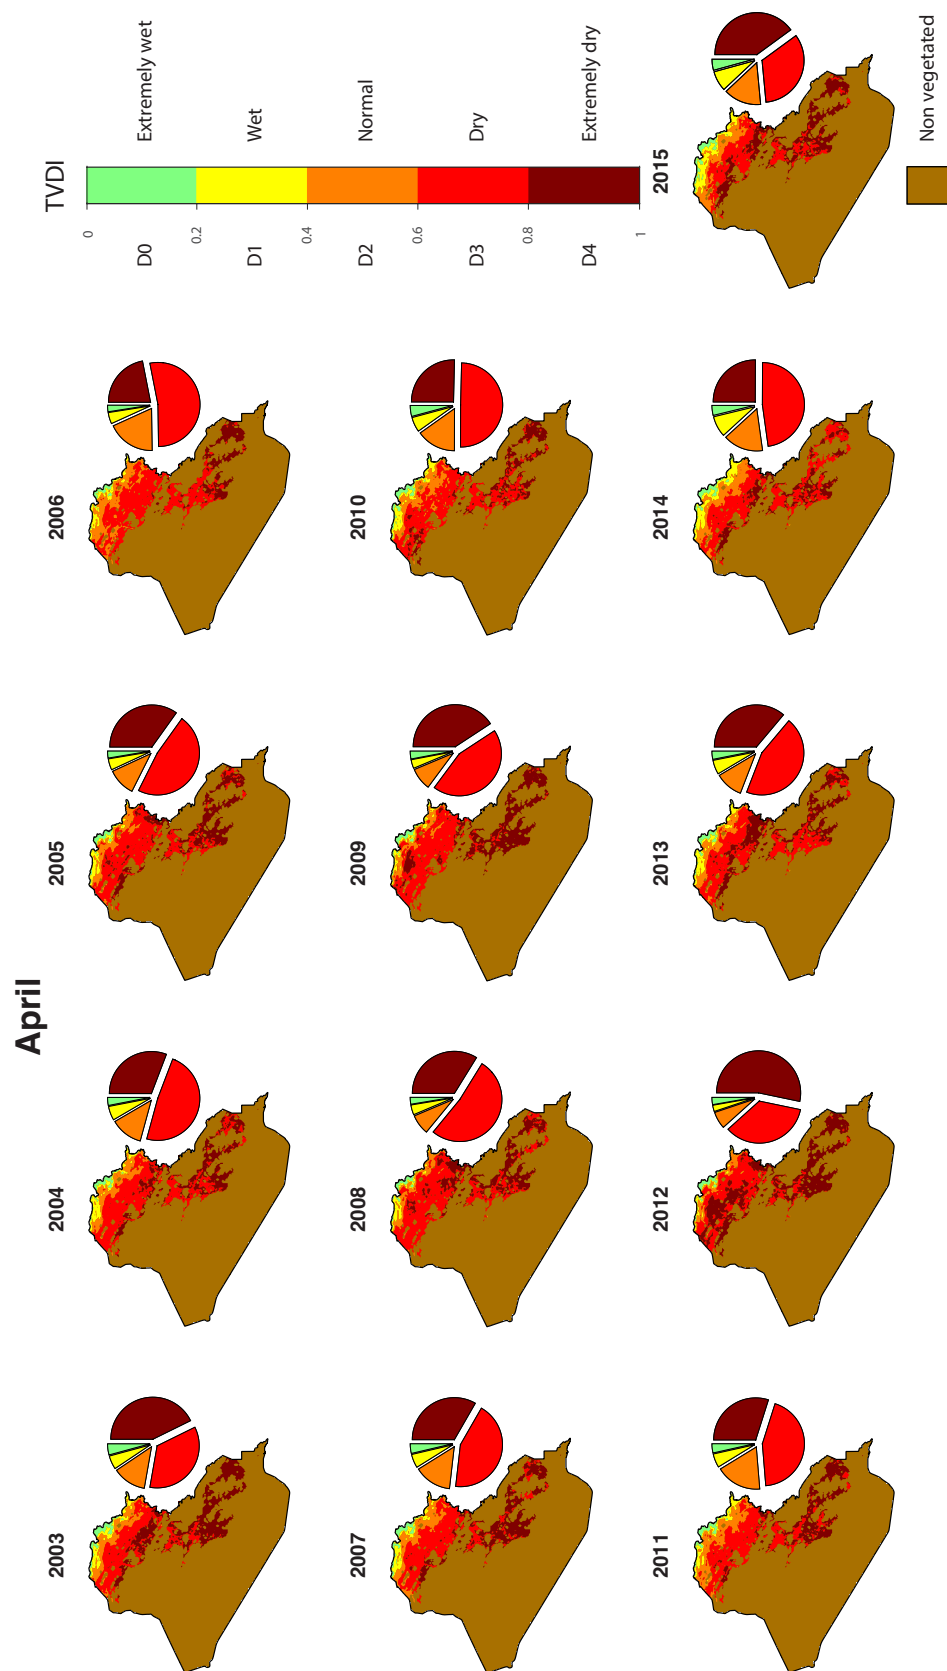 April
2003
2004
2005
2006
TVDI
0
0.2
0.4
0.6
0.8
1
D0
D1
D2
D3
D4
Extremely wet
Wet
Normal
Dry
Extremely dry
2007
2008
2009
2010
2011
2012
2013
2014
2015
Non vegetated